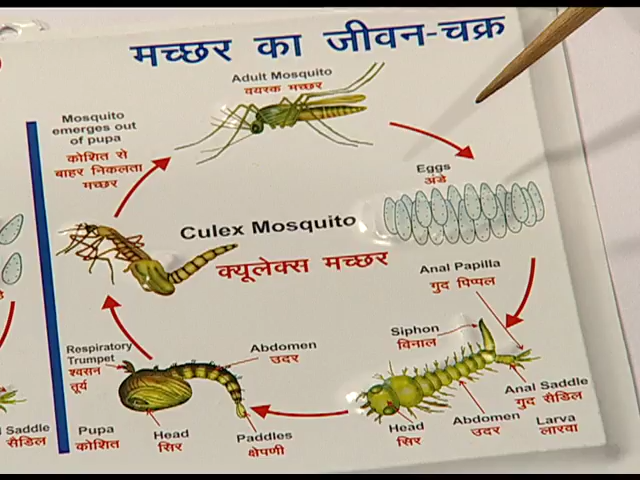 मच्छर का जीवन-चक्र
Adult Mosquito
वयस्क मच्छर
Mosquito
emerges out
of pupa
कोशित से
बाहर निकलता
मच्छर
Eggs
अंडे
Culex Mosquito
क्यूलेक्स मच्छर
Anal Papilla
गुद पिप्पल
Siphon
विनाल
Respiratory
Trumpet
श्वसन
तूर्य
Abdomen
उदर
Anal Saddle
गुद सैडिल
Larva
लारवा
Abdomen
उदर
Head
सिर
Pupa
कोशित
Head
सिर
Paddles
क्षेपणी
Saddle
सैडिल